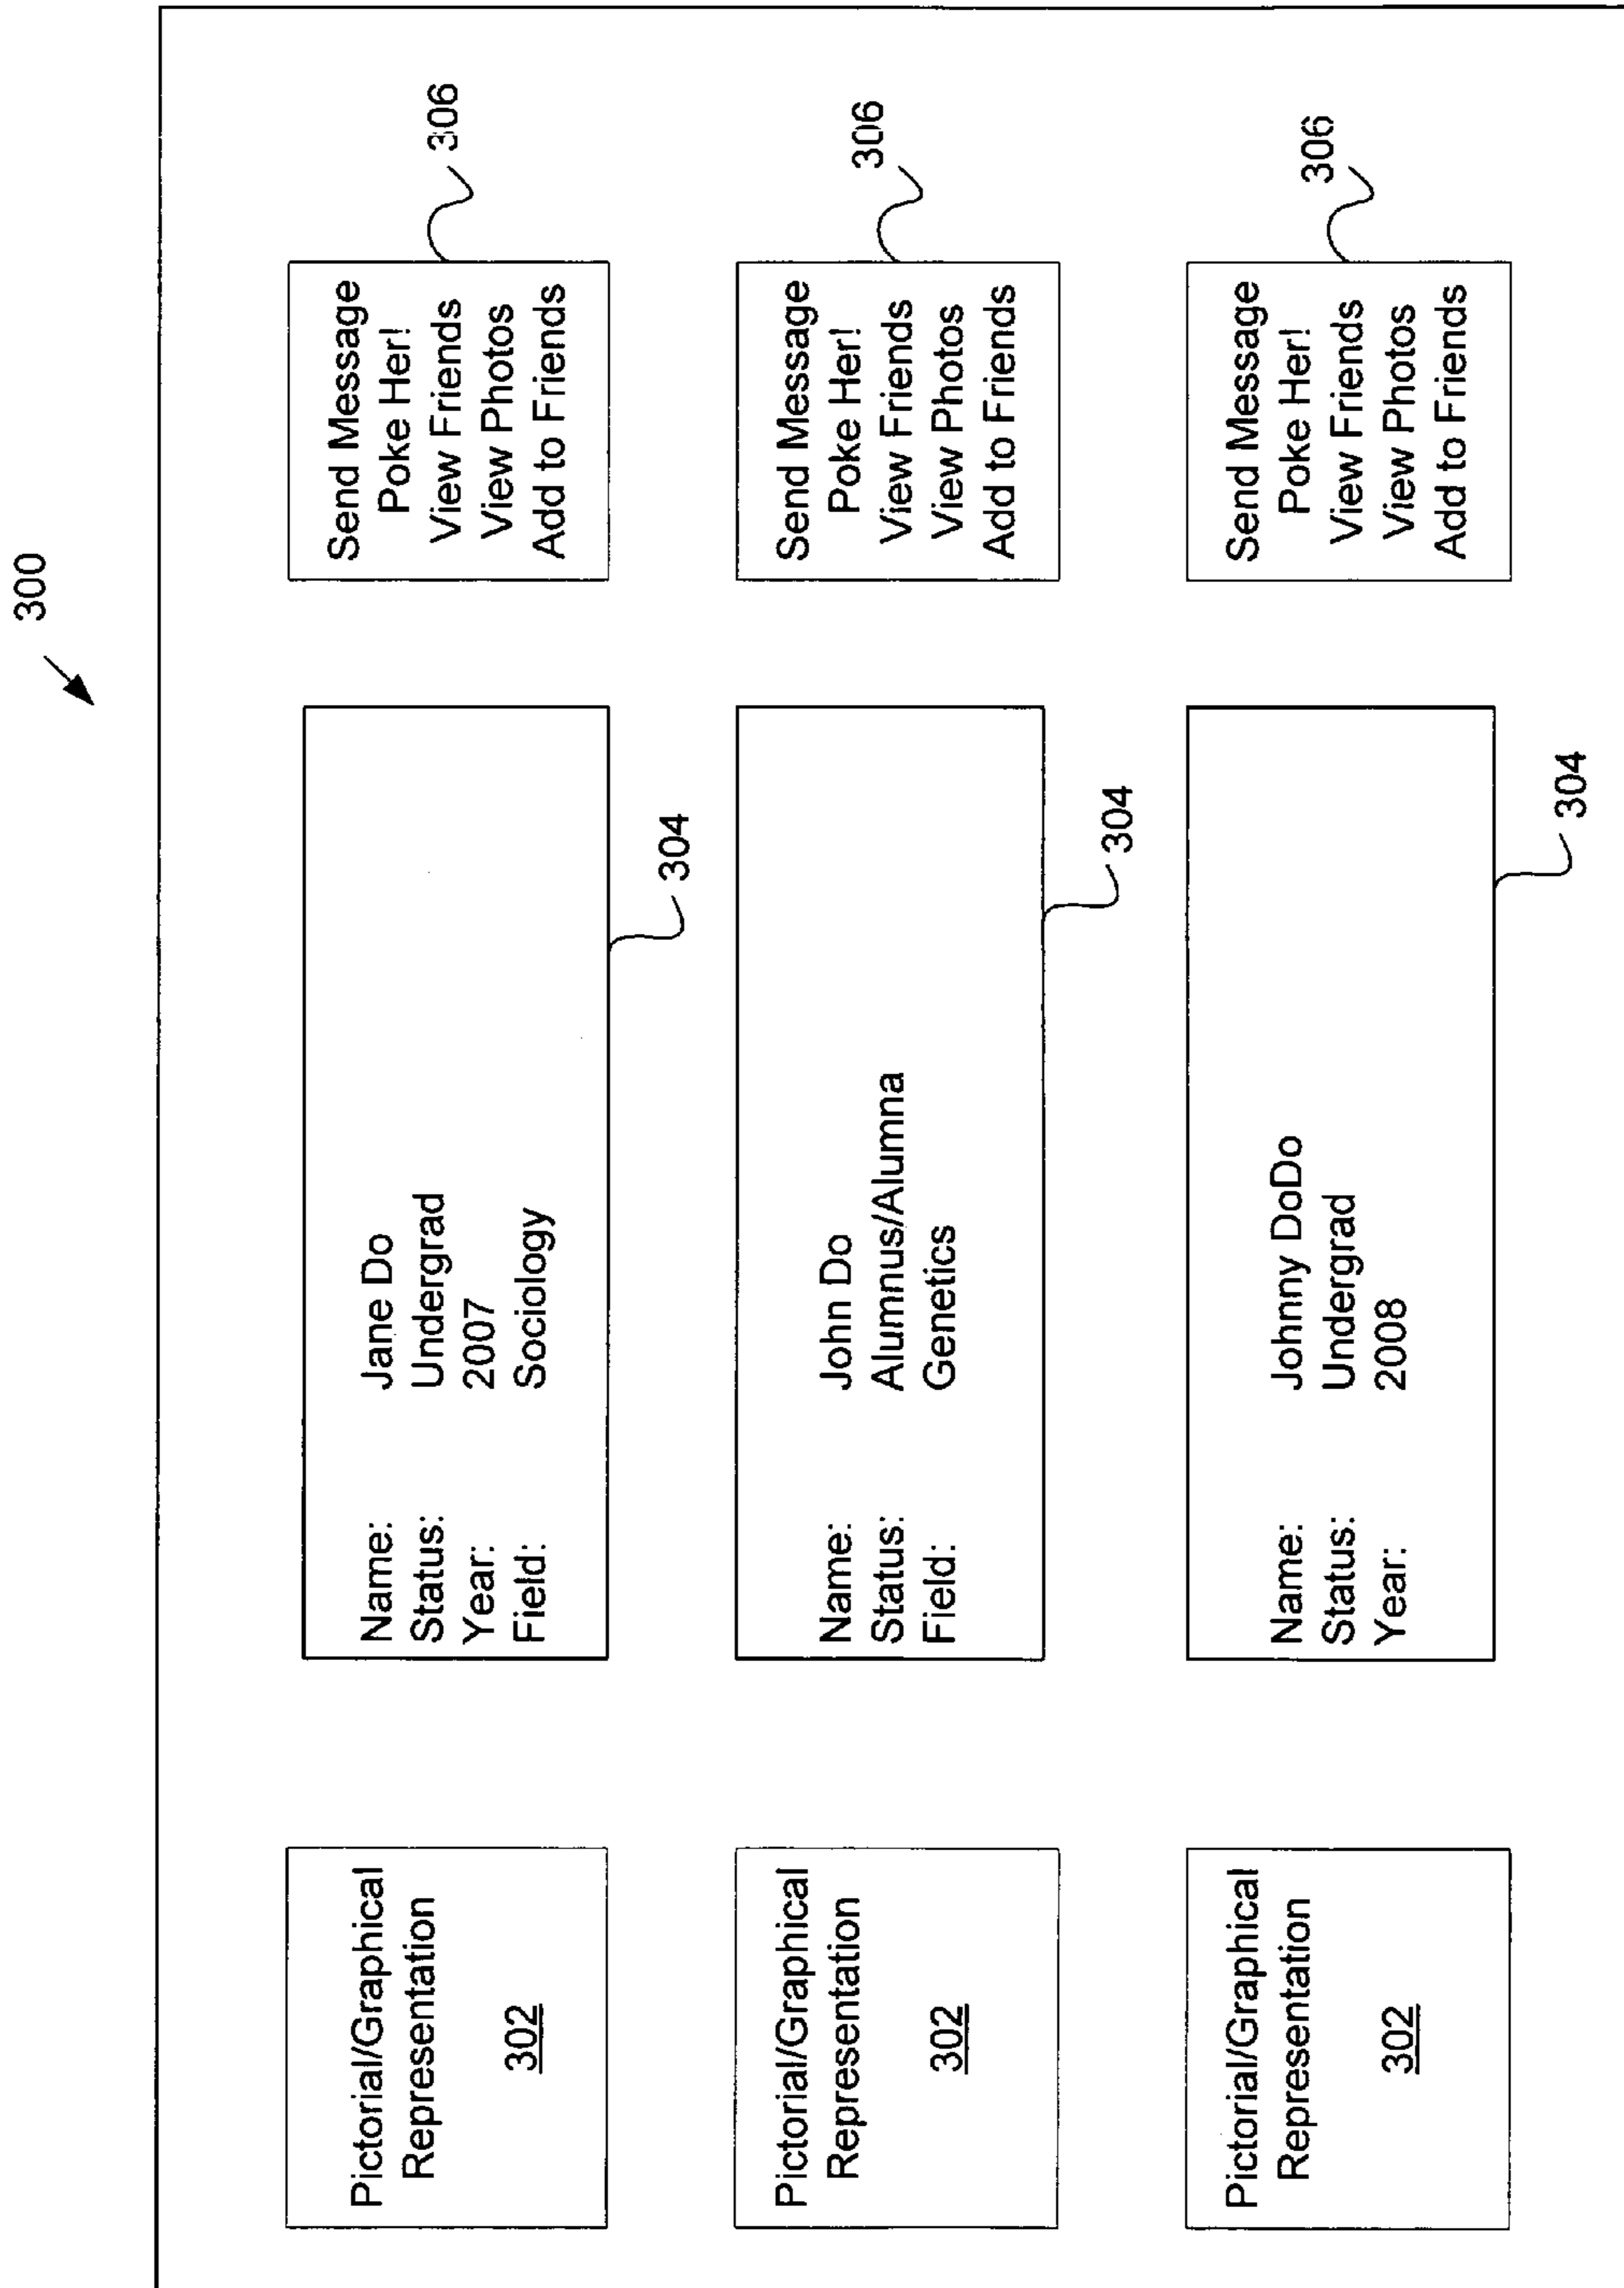 300
Pictorial/Graphical
Representation
302
Name: Jane Do
Status: Undergrad
Year: 2007
Field: Sociology
304
Send Message
Poke Her!
View Friends
View Photos
Add to Friends
306
Pictorial/Graphical
Representation
302
Name: John Do
Status: Alumnus/Alumna
Field: Genetics
304
Send Message
Poke Her!
View Friends
View Photos
Add to Friends
306
Pictorial/Graphical
Representation
302
Name: Johnny DoDo
Status: Undergrad
Year: 2008
304
Send Message
Poke Her!
View Friends
View Photos
Add to Friends
306